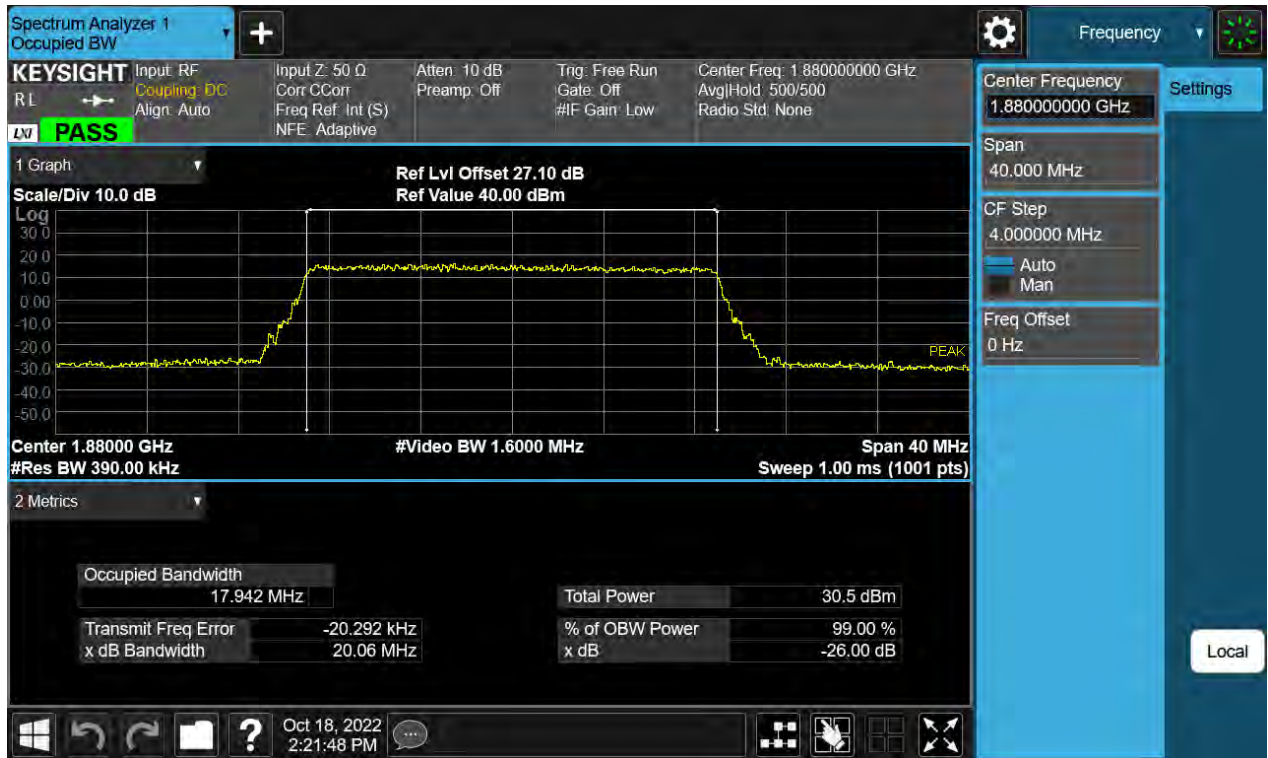 Spectrum Analyzer 1
Occupied BW
+
Frequency
KEYSIGHT
RL
LXI PASS
Input: RF
Coupling: DC
Align: Auto
Input Z: 50 Ω
Corr CCorr
Freq Ref: Int (S)
NFE: Adaptive
Atten: 10 dB
Preamp: Off
Trig: Free Run
Gate: Off
#IF Gain: Low
Center Freq: 1.880000000 GHz
Avg|Hold: 500/500
Radio Std: None
Center Frequency
1.880000000 GHz
Settings
Span
40.000 MHz
CF Step
4.000000 MHz
Auto
Man
Freq Offset
0 Hz
Local
1 Graph
Scale/Div 10.0 dB
Ref Lvl Offset 27.10 dB
Ref Value 40.00 dBm
Log
30.0
20.0
10.0
0.00
-10.0
-20.0
-30.0
-40.0
-50.0
PEAK
Center 1.88000 GHz
#Video BW 1.6000 MHz
Span 40 MHz
#Res BW 390.00 kHz
Sweep 1.00 ms (1001 pts)
2 Metrics
Occupied Bandwidth
17.942 MHz
Total Power 30.5 dBm
Transmit Freq Error -20.292 kHz
% of OBW Power 99.00 %
x dB Bandwidth 20.06 MHz
x dB -26.00 dB
?
Oct 18, 2022
2:21:48 PM